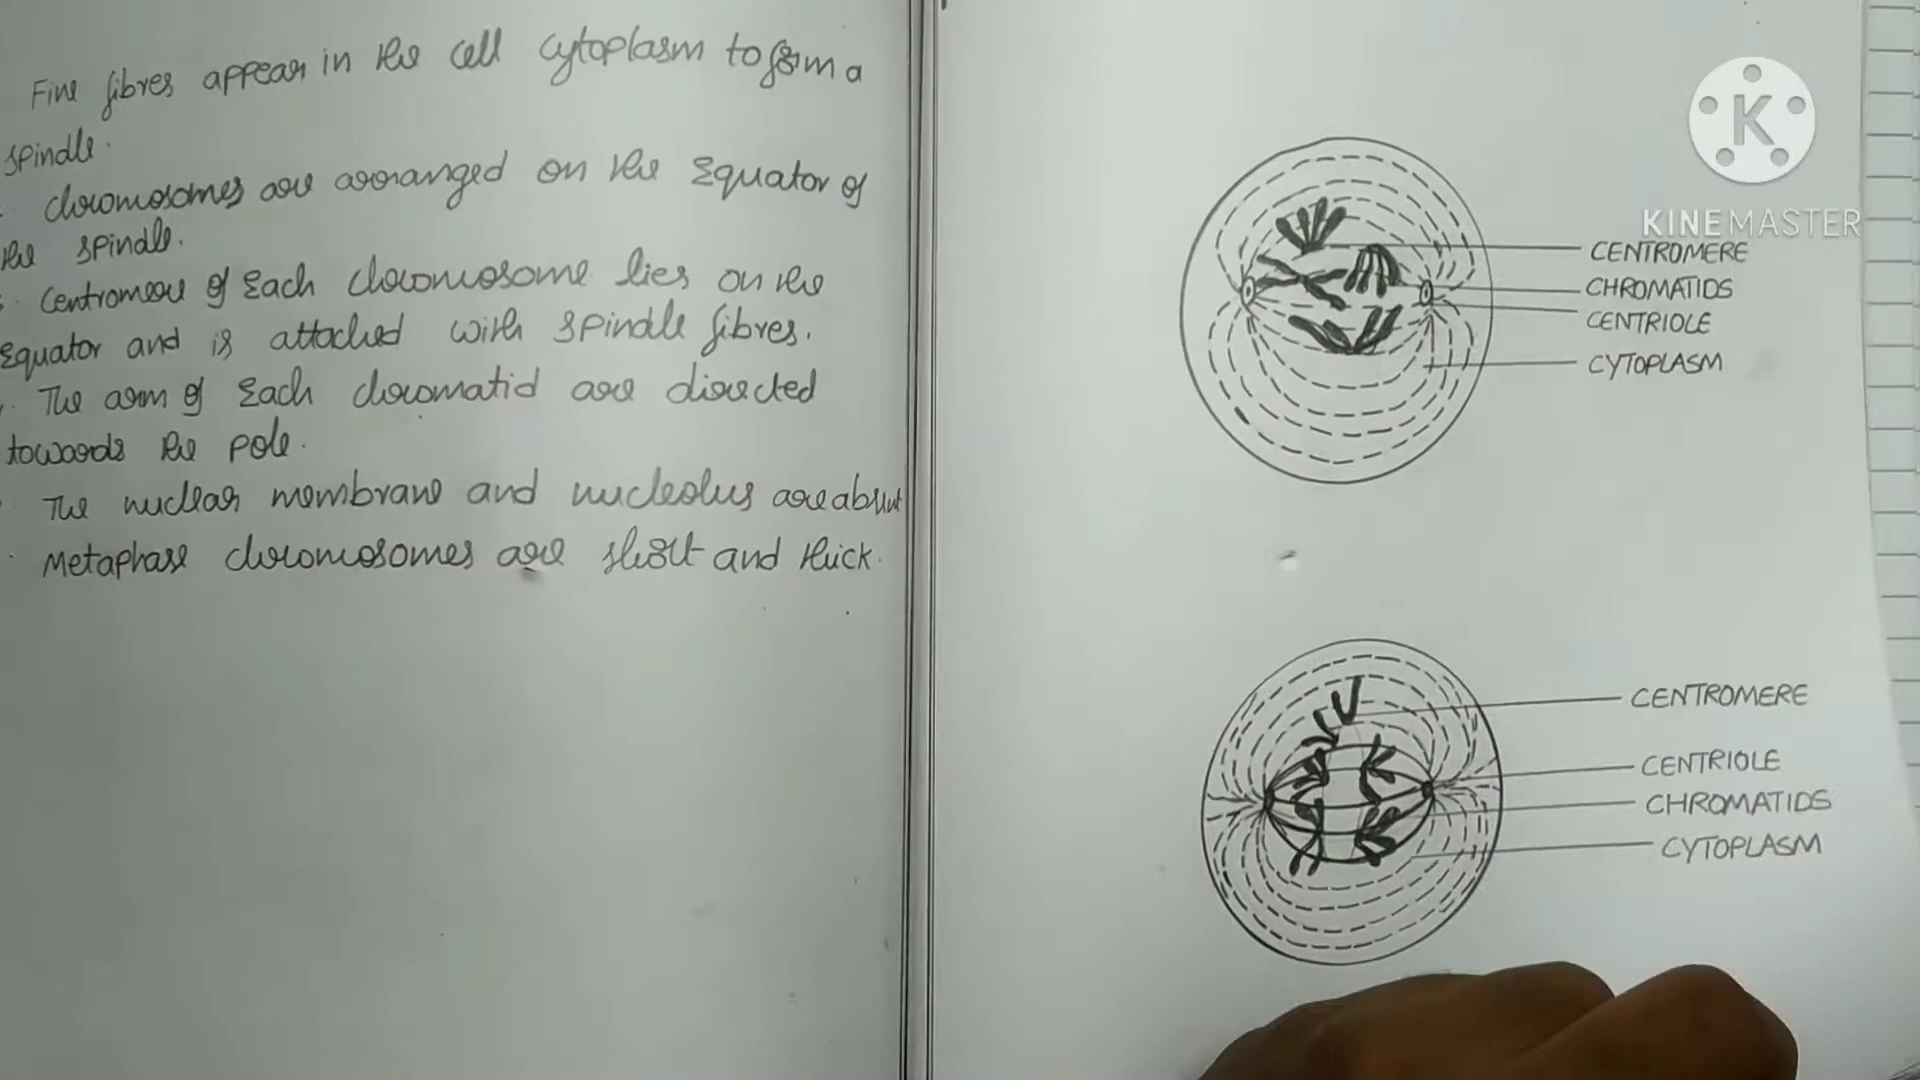 Fine fibres appear in the cell cytoplasm to form a
spindle.
chromosomes are arranged on the Equator of
the spindle.
Centromere of Each chromosome lies on the
Equator and is attached with spindle fibres.
The arm of Each chromatid are directed
towards the pole.
The nuclear membrane and nucleolus are absent
Metaphase chromosomes are short and thick.
K
KINEMASTER
CENTROMERE
CHROMATIDS
CENTRIOLE
CYTOPLASM
CENTROMERE
CENTRIOLE
CHROMATIDS
CYTOPLASM